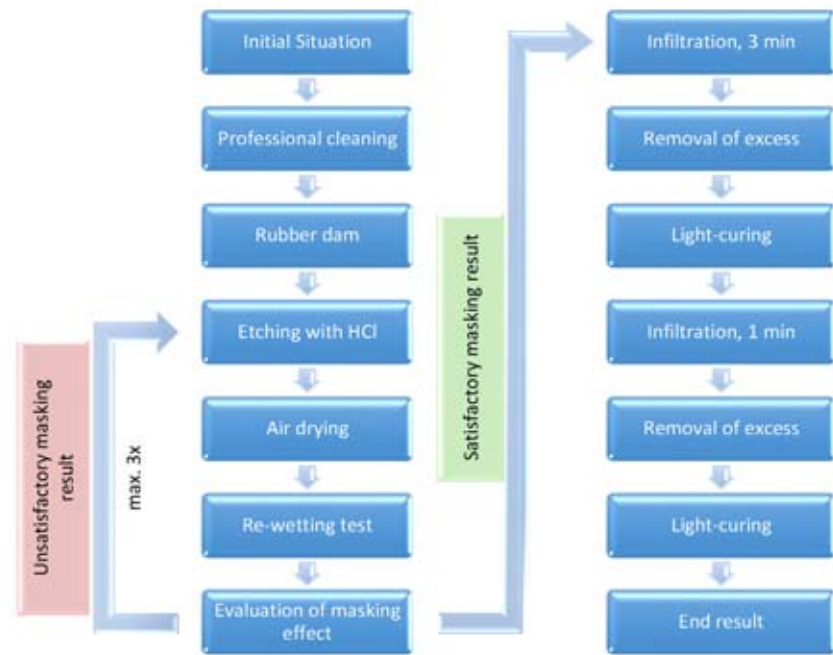 Initial Situation
Professional cleaning
Rubber dam
Etching with HCl
Air drying
Re-wetting test
Evaluation of masking
effect
Unsatisfactory masking
result
max. 3x
Satisfactory masking result
Infiltration, 3 min
Removal of excess
Light-curing
Infiltration, 1 min
Removal of excess
Light-curing
End result